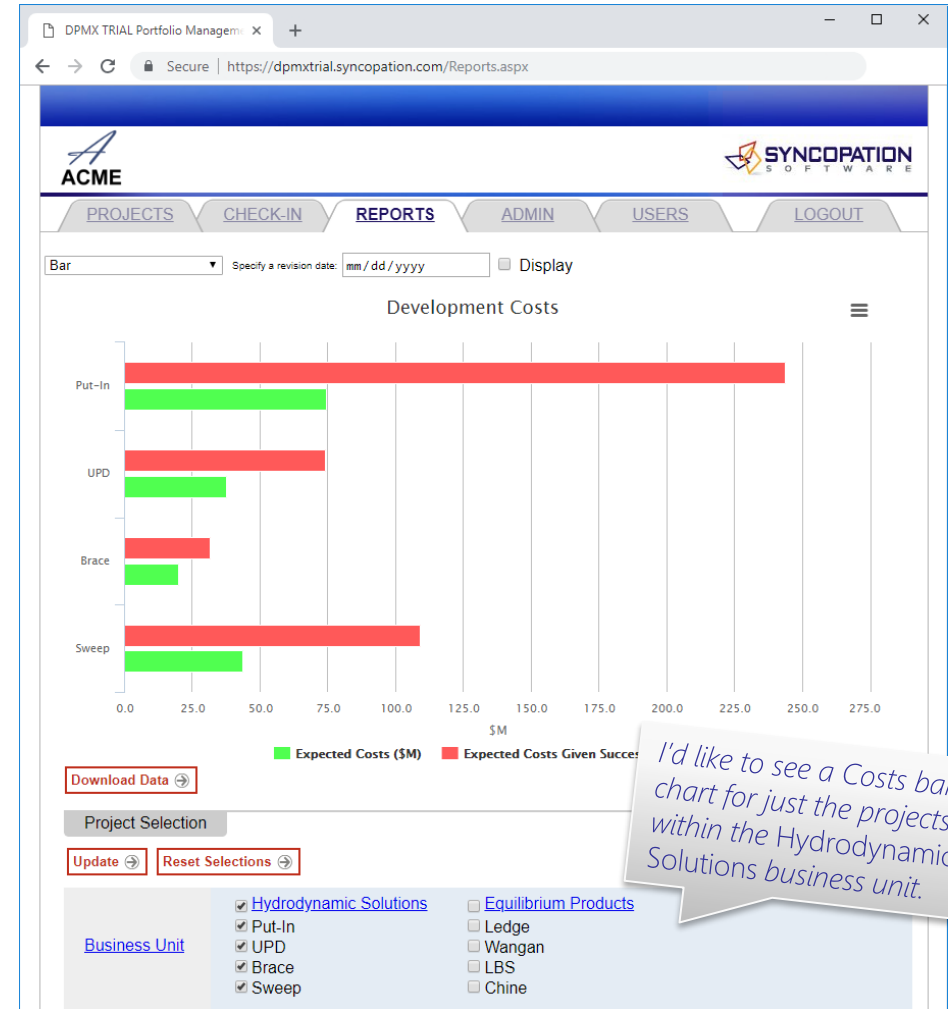 DPMX TRIAL Portfolio Manageme
Secure | https://dpmxtrial.syncopation.com/Reports.aspx
ACME
SYNCOPATION
SOFTWARE
PROJECTS CHECK-IN REPORTS ADMIN USERS LOGOUT
Bar Specify a revision date: mm/dd/yyyy Display
Development Costs
Put-In
UPD
Brace
Sweep
0.0 25.0 50.0 75.0 100.0 125.0 150.0 175.0 200.0 225.0 250.0 275.0
$M
Expected Costs ($M) Expected Costs Given Succes
I'd like to see a Costs bar
chart for just the projects
within the Hydrodynamic
Solutions business unit.
Download Data
Project Selection
Update Reset Selections
Hydrodynamic Solutions Equilibrium Products
Put-In Ledge
Business Unit UPD Wangan
Brace LBS
Sweep Chine